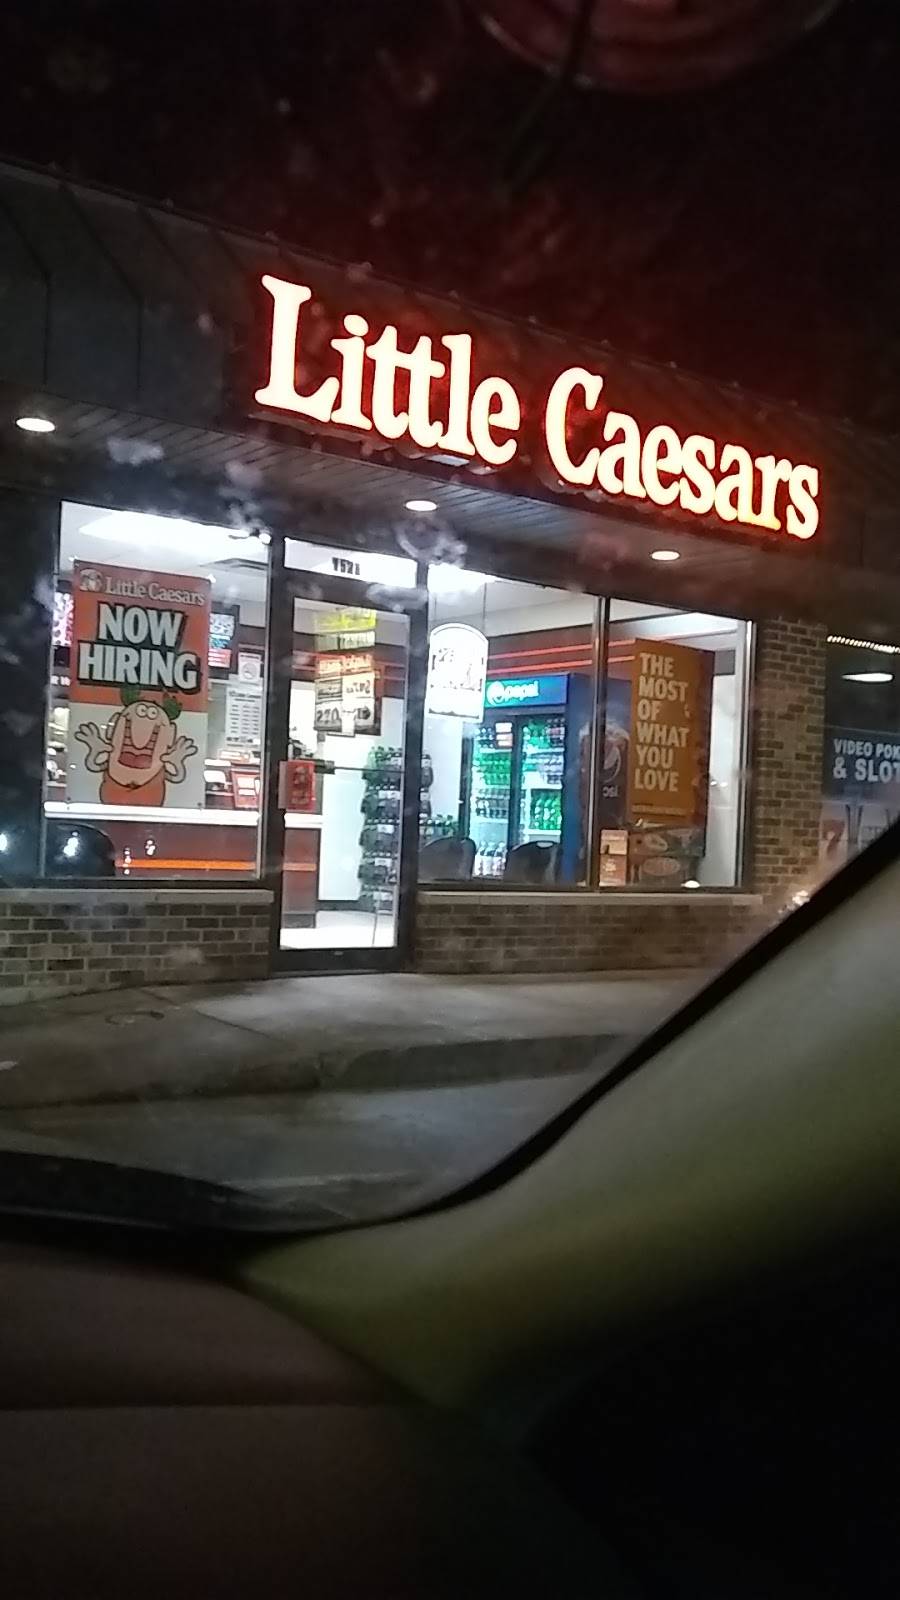 Little Caesars
Little Caesars
NOW
HIRING
pepsi
THE
MOST
OF
WHAT
YOU
LOVE
VIDEO POK
& SLOT